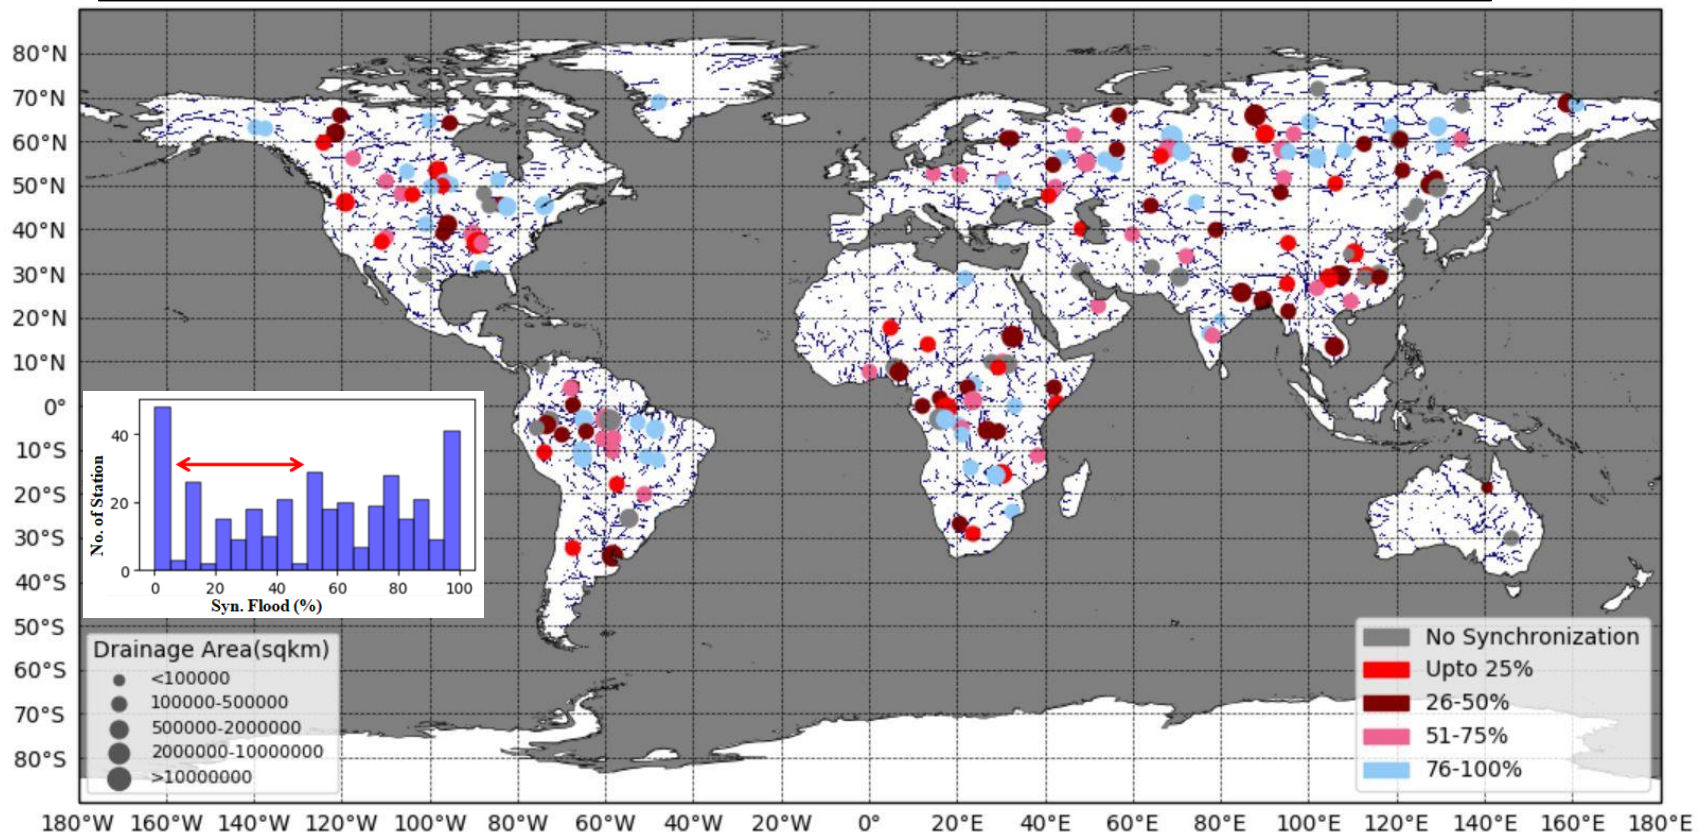 80°N
70°N
60°N
50°N
40°N
30°N
20°N
10°N
0°
10°S
20°S
30°S
40°S
50°S
60°S
70°S
80°S
180°W 160°W 140°W 120°W 100°W 80°W 60°W 40°W 20°W 0° 20°E 40°E 60°E 80°E 100°E 120°E 140°E 160°E 180°E
No. of Station
40
20
0
0 20 40 60 80 100
Syn. Flood (%)
Drainage Area(sqkm)
<100000
100000-500000
500000-2000000
2000000-10000000
>10000000
No Synchronization
Upto 25%
26-50%
51-75%
76-100%